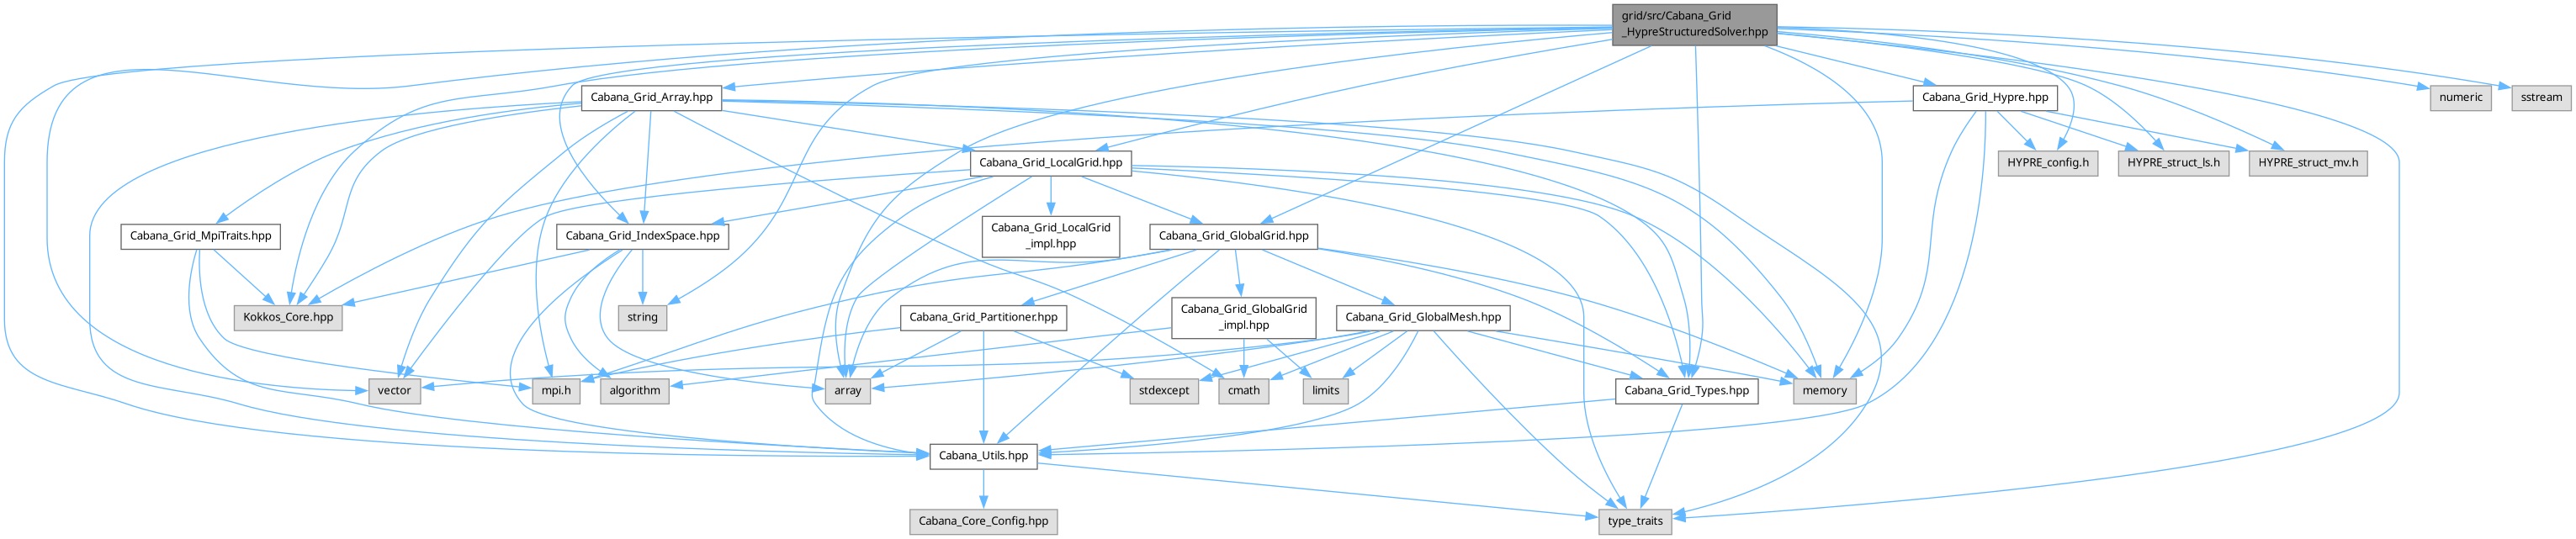 grid/src/Cabana_Grid
_HypreStructuredSolver.hpp
Cabana_Grid_Array.hpp
Cabana_Grid_Hypre.hpp
numeric
sstream
Cabana_Grid_LocalGrid.hpp
HYPRE_config.h
HYPRE_struct_ls.h
HYPRE_struct_mv.h
Cabana_Grid_MpiTraits.hpp
Cabana_Grid_IndexSpace.hpp
Cabana_Grid_LocalGrid
_impl.hpp
Cabana_Grid_GlobalGrid.hpp
Kokkos_Core.hpp
string
Cabana_Grid_Partitioner.hpp
Cabana_Grid_GlobalGrid
_impl.hpp
Cabana_Grid_GlobalMesh.hpp
vector
mpi.h
algorithm
array
stdexcept
cmath
limits
Cabana_Grid_Types.hpp
memory
Cabana_Utils.hpp
Cabana_Core_Config.hpp
type_traits